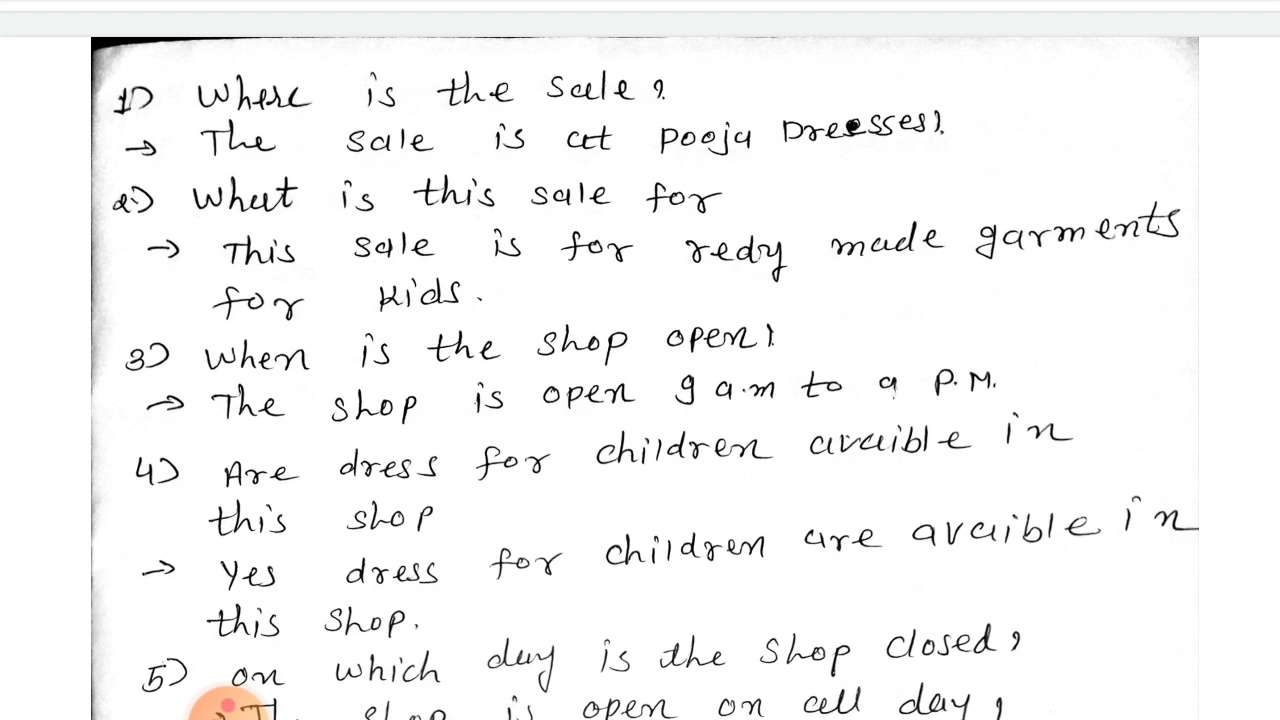 1) Where is the sale?
→ The sale is at pooja Dreesses).
2) What is this sale for
→ This sale is for redy made garments
for kids.
3) When is the shop open?
→ The shop is open 9 a.m to 9 P.M.
4) Are dress for children avaible in
this shop
→ Yes dress for children are avaible in
this shop.
5) on which day is the shop closed,
is open on all day,